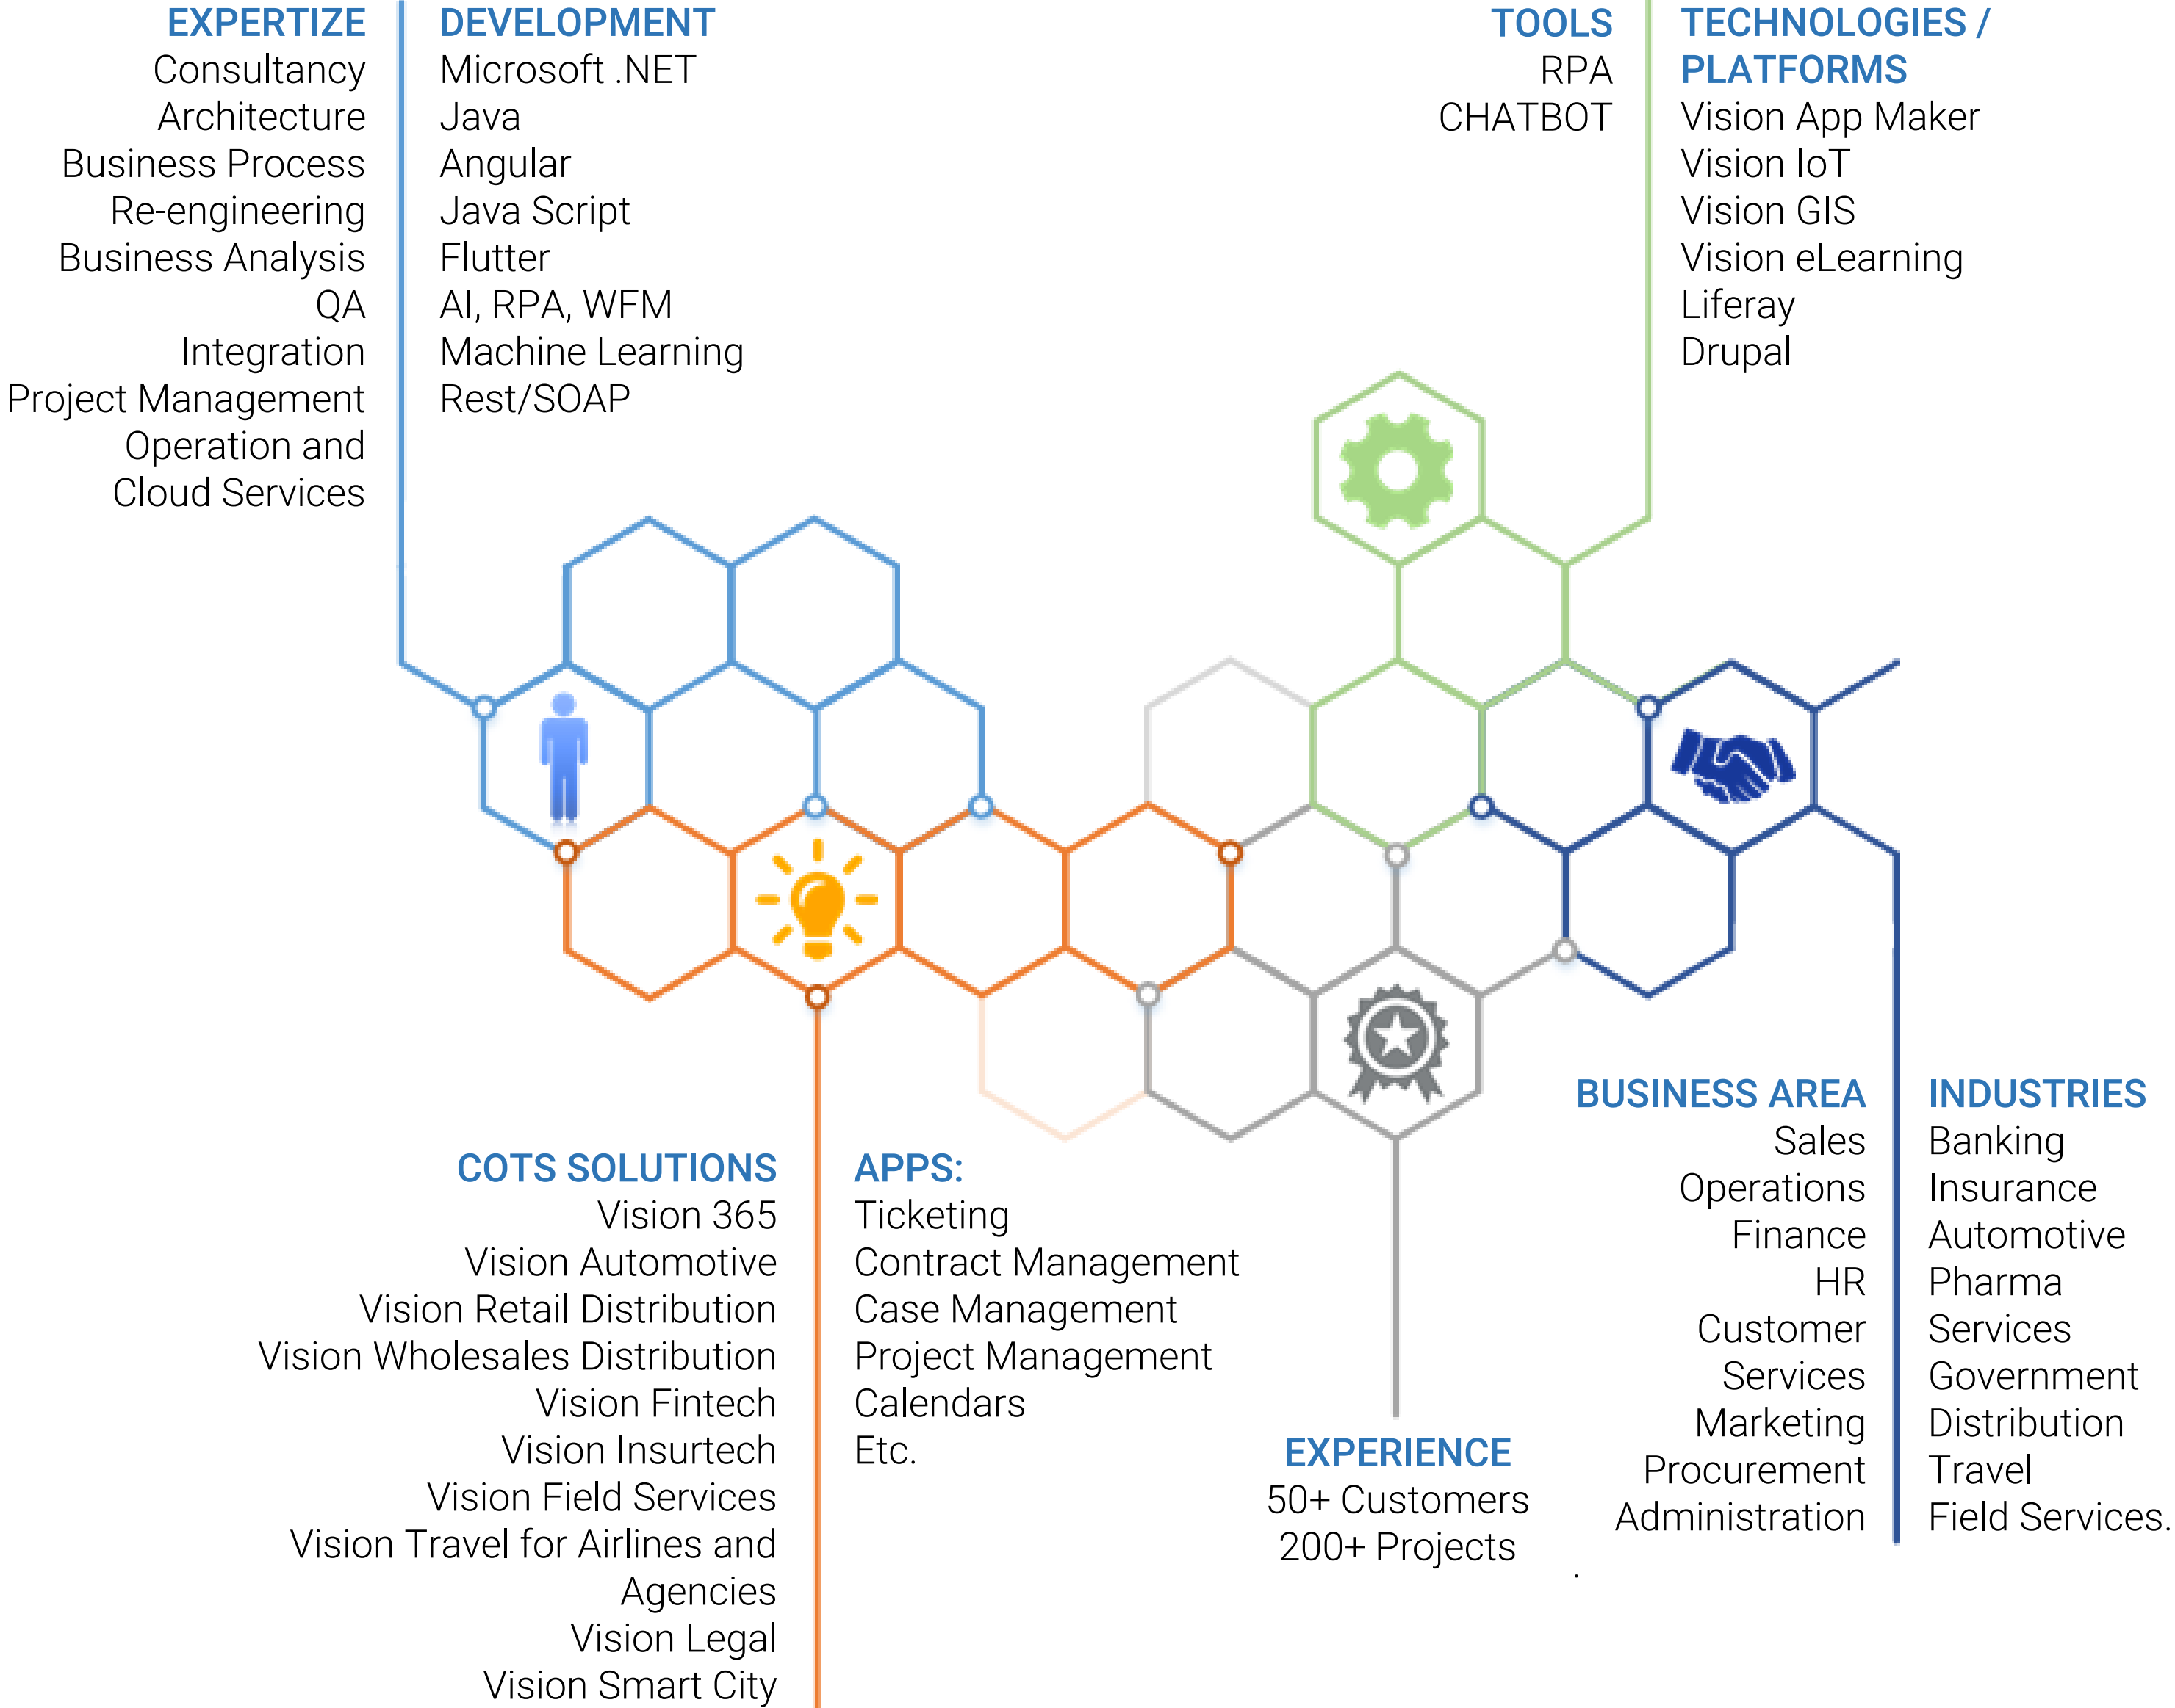 EXPERTIZE
Consultancy
Architecture
Business Process
Re-engineering
Business Analysis
QA
Integration
Project Management
Operation and
Cloud Services
DEVELOPMENT
Microsoft .NET
Java
Angular
Java Script
Flutter
AI, RPA, WFM
Machine Learning
Rest/SOAP
TOOLS
RPA
CHATBOT
TECHNOLOGIES /
PLATFORMS
Vision App Maker
Vision IoT
Vision GIS
Vision eLearning
Liferay
Drupal
COTS SOLUTIONS
Vision 365
Vision Automotive
Vision Retail Distribution
Vision Wholesales Distribution
Vision Fintech
Vision Insurtech
Vision Field Services
Vision Travel for Airlines and
Agencies
Vision Legal
Vision Smart City
APPS:
Ticketing
Contract Management
Case Management
Project Management
Calendars
Etc.
EXPERIENCE
50+ Customers
200+ Projects
.
BUSINESS AREA
Sales
Operations
Finance
HR
Customer
Services
Marketing
Procurement
Administration
INDUSTRIES
Banking
Insurance
Automotive
Pharma
Services
Government
Distribution
Travel
Field Services.